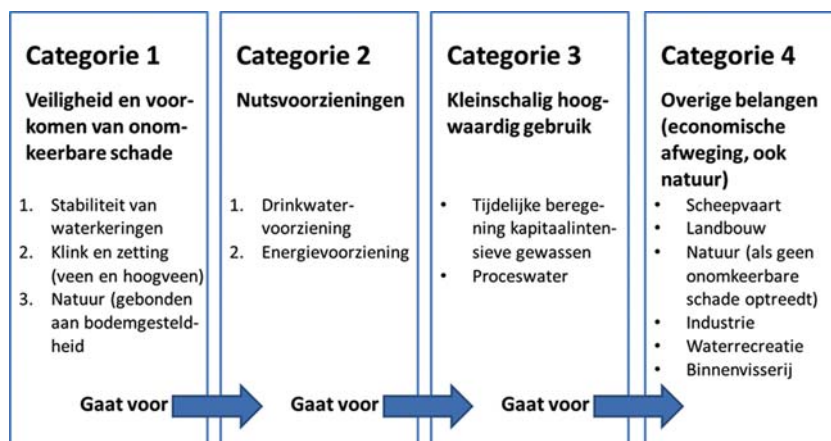 Categorie 1
Veiligheid en voor-
komen van onom-
keerbare schade
1. Stabiliteit van
waterkeringen
2. Klink en zetting
(veen en hoogveen)
3. Natuur (gebonden
aan bodemgesteld-
heid
Gaat voor
Categorie 2
Nutsvoorzieningen
1. Drinkwater-
voorziening
2. Energievoorziening
Gaat voor
Categorie 3
Kleinschalig hoog-
waardig gebruik
• Tijdelijke berege-
ning kapitaalinten-
sieve gewassen
• Proceswater
Gaat voor
Categorie 4
Overige belangen
(economische
afweging, ook
natuur)
• Scheepvaart
• Landbouw
• Natuur (als geen
onomkeerbare
schade optreedt)
• Industrie
• Waterrecreatie
• Binnenvisserij